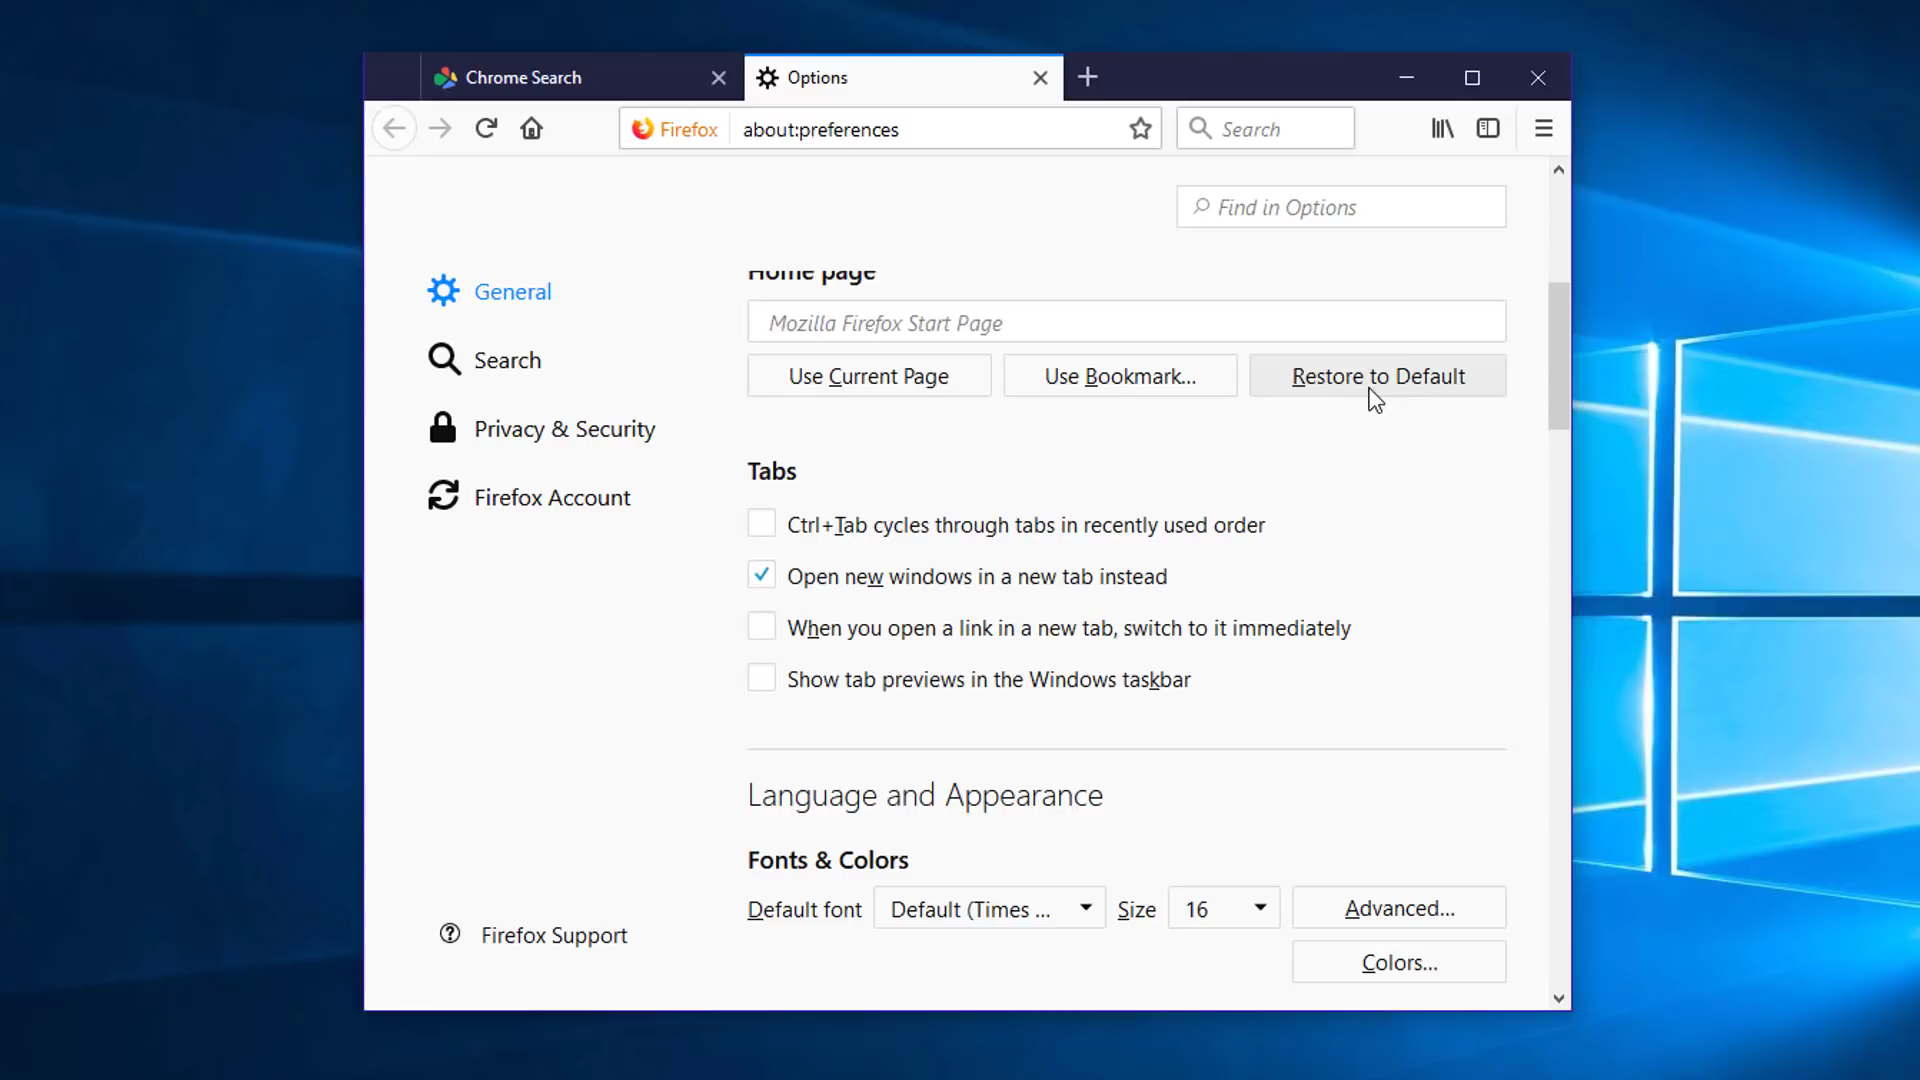 Chrome Search
Options
Firefox
about:preferences
Search
Find in Options
General
Search
Privacy & Security
Firefox Account
Firefox Support
Home page
Mozilla Firefox Start Page
Use Current Page
Use Bookmark...
Restore to Default
Tabs
Ctrl+Tab cycles through tabs in recently used order
Open new windows in a new tab instead
When you open a link in a new tab, switch to it immediately
Show tab previews in the Windows taskbar
Language and Appearance
Fonts & Colors
Default font Default (Times ... Size 16 Advanced...
Colors...